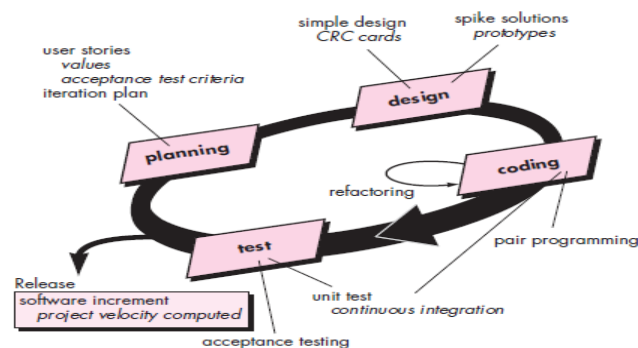 simple design
CRC cards
spike solutions
prototypes
user stories
values
acceptance test criteria
iteration plan
design
planning
coding
refactoring
pair programming
test
Release
software increment
project velocity computed
unit test
continuous integration
acceptance testing